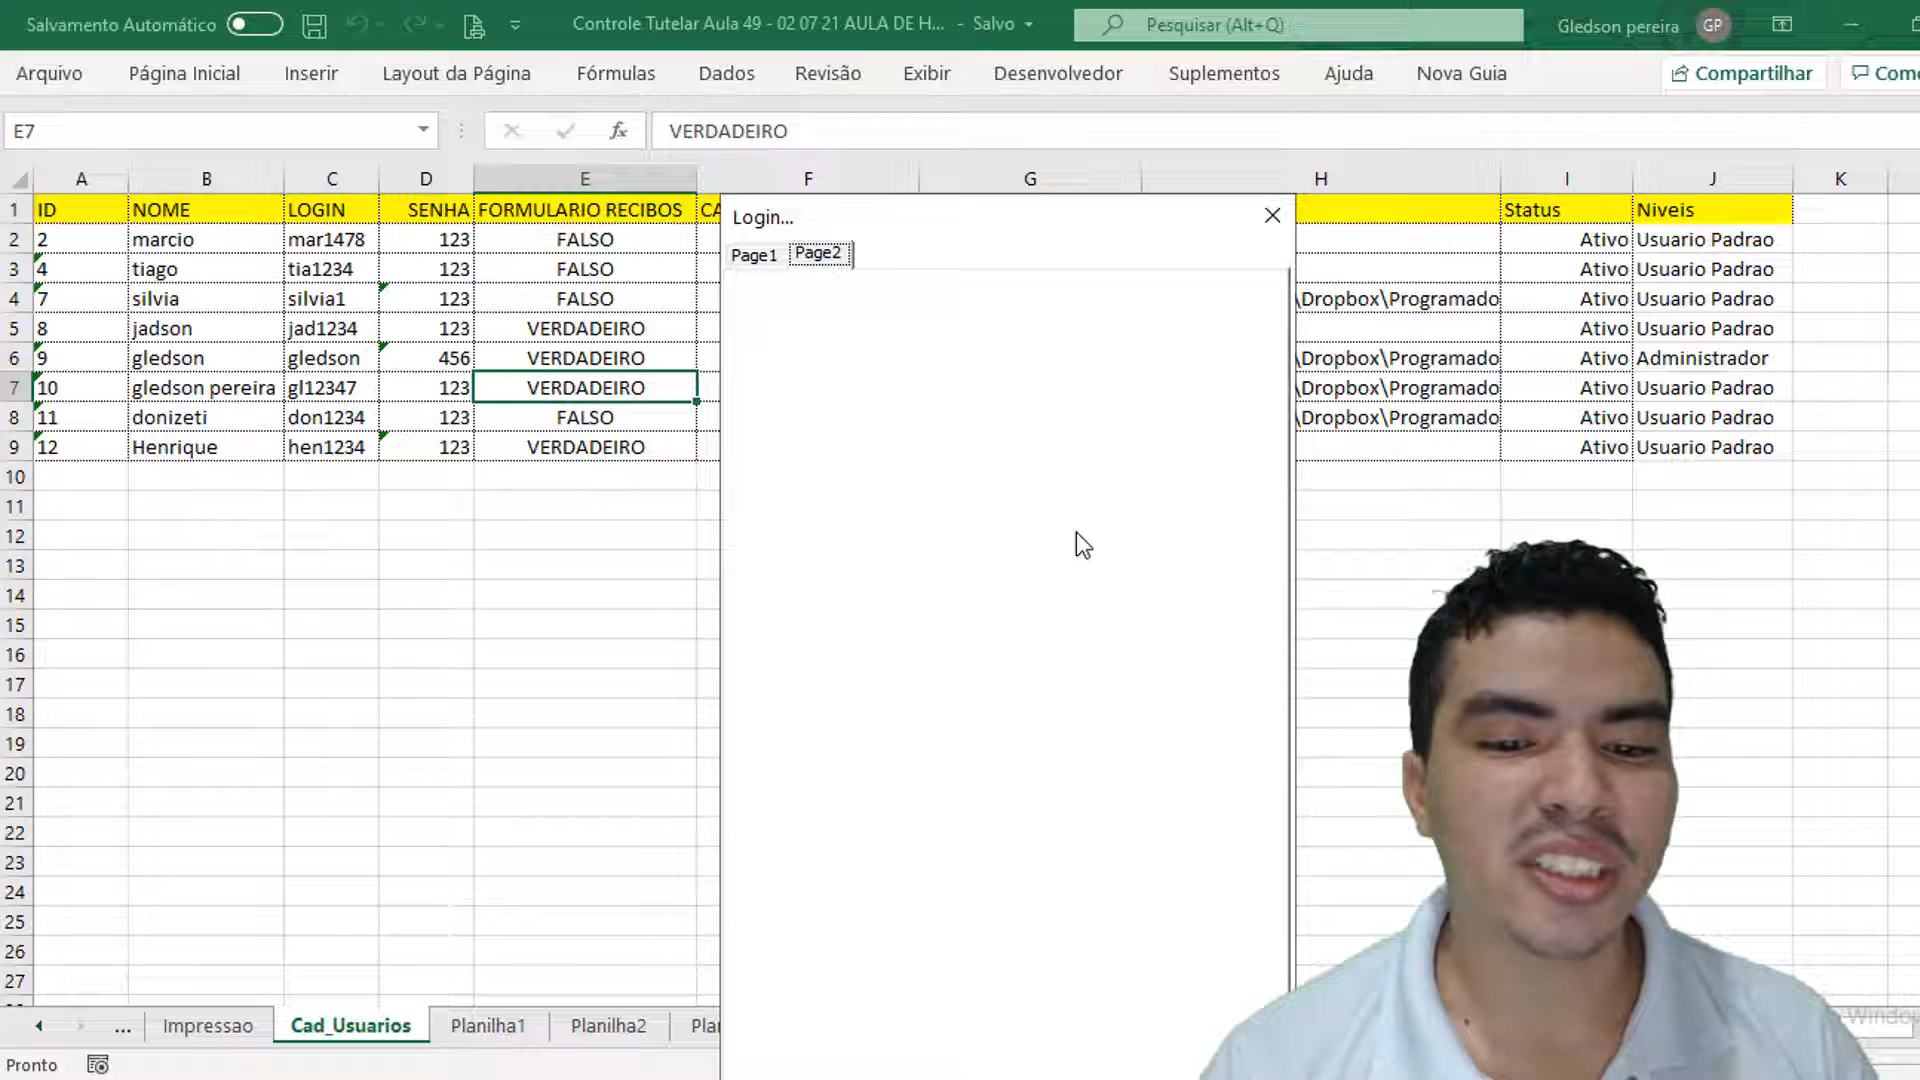 Salvamento Automático
Controle Tutelar Aula 49 - 02 07 21 AULA DE H... - Salvo
Pesquisar (Alt+Q)
Gledson pereira GP
Arquivo Página Inicial Inserir Layout da Página Fórmulas Dados Revisão Exibir Desenvolvedor Suplementos Ajuda Nova Guia Compartilhar Come
E7 fx VERDADEIRO
A B C D E F G H I J K
1 ID NOME LOGIN SENHA FORMULARIO RECIBOS CA Status Niveis
2 2 marcio mar1478 123 FALSO Ativo Usuario Padrao
3 4 tiago tia1234 123 FALSO Ativo Usuario Padrao
4 7 silvia silvia1 123 FALSO \Dropbox\Programado Ativo Usuario Padrao
5 8 jadson jad1234 123 VERDADEIRO Ativo Usuario Padrao
6 9 gledson gledson 456 VERDADEIRO \Dropbox\Programado Ativo Administrador
7 10 gledson pereira gl12347 123 VERDADEIRO \Dropbox\Programado Ativo Usuario Padrao
8 11 donizeti don1234 123 FALSO \Dropbox\Programado Ativo Usuario Padrao
9 12 Henrique hen1234 123 VERDADEIRO Ativo Usuario Padrao
Login...
Page1 Page2
10
11
12
13
14
15
16
17
18
19
20
21
22
23
24
25
26
27
... Impressao Cad_Usuarios Planilha1 Planilha2 Plan
Pronto